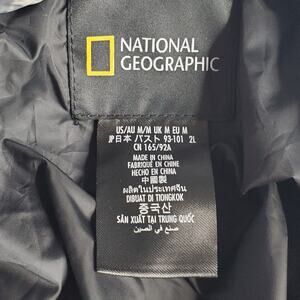 NATIONAL
GEOGRAPHIC
US/AU M/M UK M EU M
JP日本 バスト 93-101 2L
CN 165/92A
MADE IN CHINA
FABRIQUÉ EN CHINE
HECHO EN CHINA
中國製
ผลิตในประเทศจีน
DIBUAT DI TIONGKOK
중국산
SẢN XUẤT TẠI TRUNG QUỐC
صنع في الصين